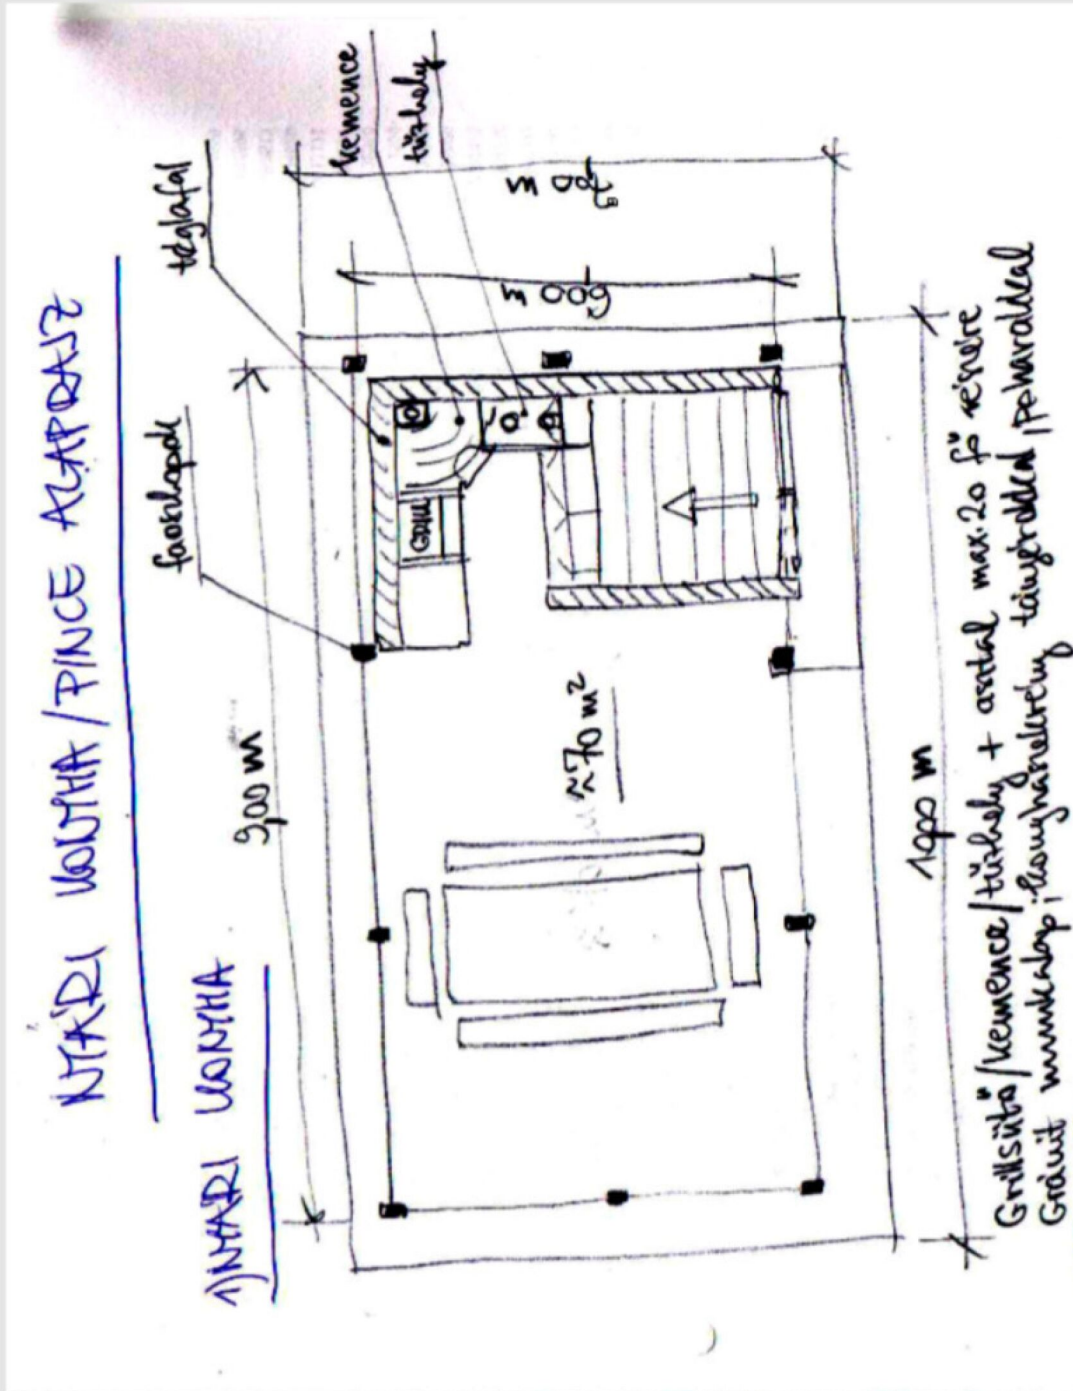 NYÁRI KONYHA/PINCE ALAPRAJZ
1) NYÁRI KONYHA
faoszlopok
téglafal
kemence
tűzhely
9,00 m
GRILL
6,00 m
7,00 m
≈70 m²
10,00 m
Grillsütő/kemence/tűzhely + asztal max. 20 fő részére
Gránit munkalap, konyhaszekrény tányérokkal, poharakkal